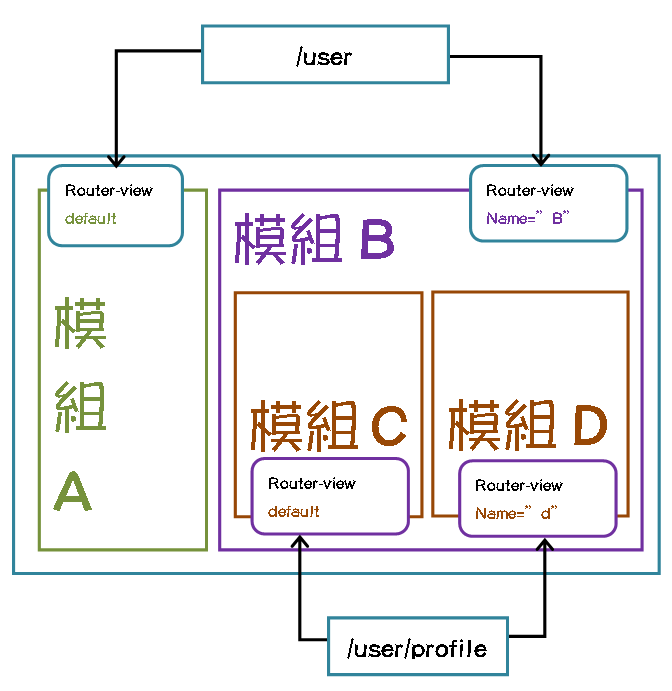 /user
Router-view
default
Router-view
Name=”B”
模組 B
模
組
A
模組 C
模組 D
Router-view
default
Router-view
Name=”d”
/user/profile